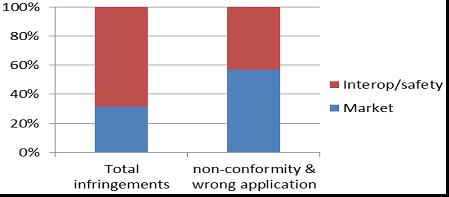 100%
80%
60%
40%
20%
0%
Interop/safety
Market
Total
infringements
non-conformity &
wrong application